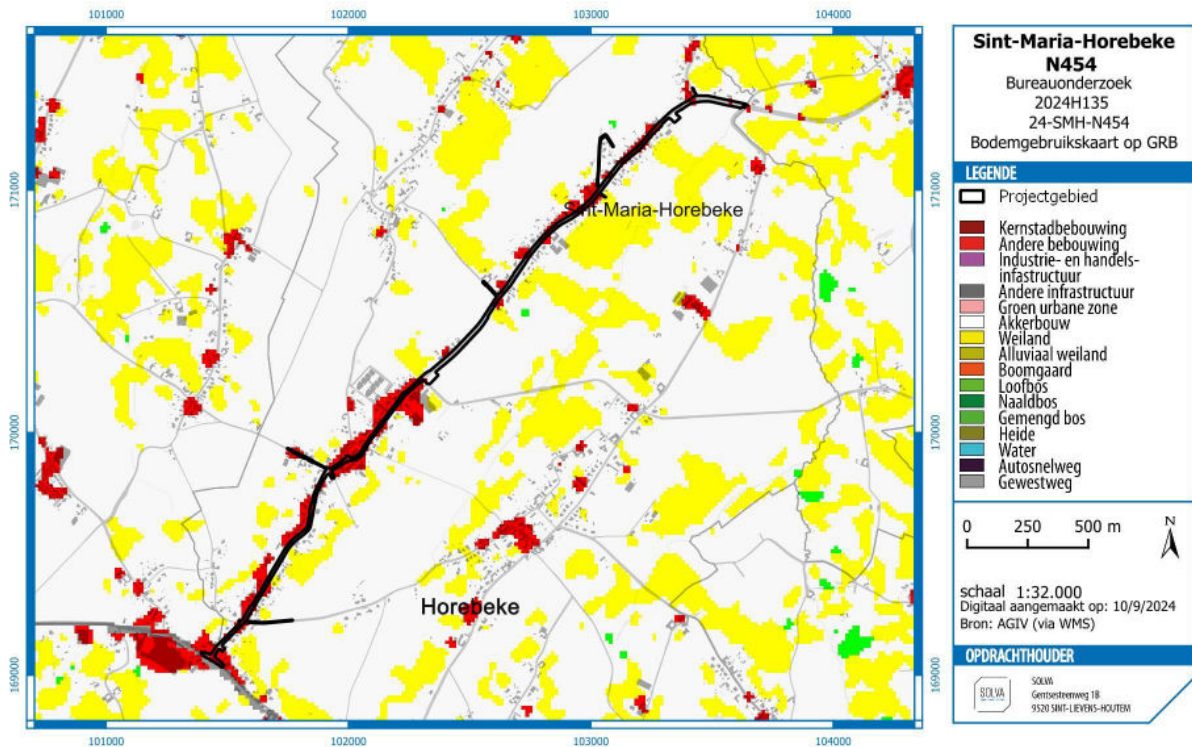 101000
102000
103000
104000
171000
170000
169000
Sint-Maria-Horebeke
Horebeke
171000
170000
169000
101000
102000
103000
104000
Sint-Maria-Horebeke
N454
Bureauonderzoek
2024H135
24-SMH-N454
Bodemgebruikskaart op GRB
LEGENDE
Projectgebied
Kernstadbebouwing
Andere bebouwing
Industrie- en handels-
infrastructuur
Andere infrastructuur
Groen urbane zone
Akkerbouw
Weiland
Alluviaal weiland
Boomgaard
Loofbos
Naaldbos
Gemengd bos
Heide
Water
Autosnelweg
Gewestweg
0 250 500 m
N
schaal 1:32.000
Digitaal aangemaakt op: 10/9/2024
Bron: AGIV (via WMS)
OPDRACHTHOUDER
SOLVA
SOLVA
Gentsesteenweg 1B
9520 SINT-LIEVENS-HOUTEM